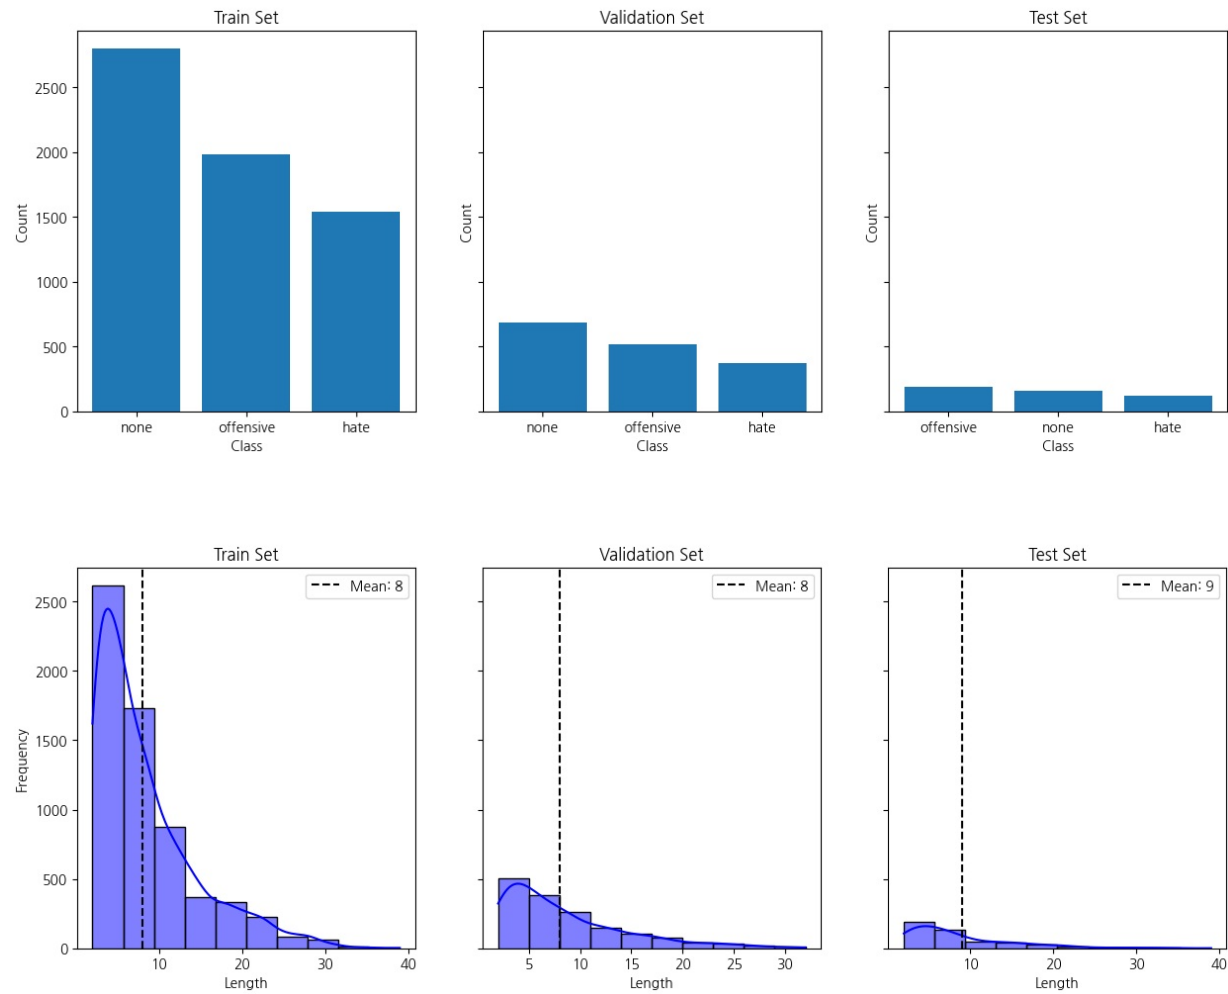 Train Set
Validation Set
Test Set
Count
2500
2000
1500
1000
500
0
none
offensive
hate
Class
Count
none
offensive
hate
Class
Count
offensive
none
hate
Class
Train Set
Validation Set
Test Set
Mean: 8
Mean: 8
Mean: 9
Frequency
2500
2000
1500
1000
500
0
10
20
30
40
Length
5
10
15
20
25
30
Length
10
20
30
40
Length